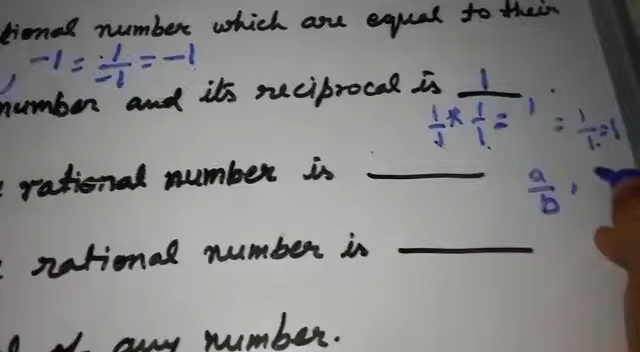 tional number which are equal to their
, -1 = 1/-1 = -1
number and its reciprocal is 1.
1/1 * 1/1 = 1 = 1/1 = 1
rational number is ______ a/b,
rational number is ______
of any number.